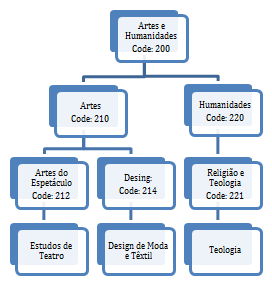 Artes e
Humanidades
Code: 200
Artes
Code: 210
Humanidades
Code: 220
Artes do
Espetáculo
Code: 212
Desing:
Code: 214
Religião e
Teologia
Code: 221
Estudos de
Teatro
Design de Moda
e Têxtil
Teologia